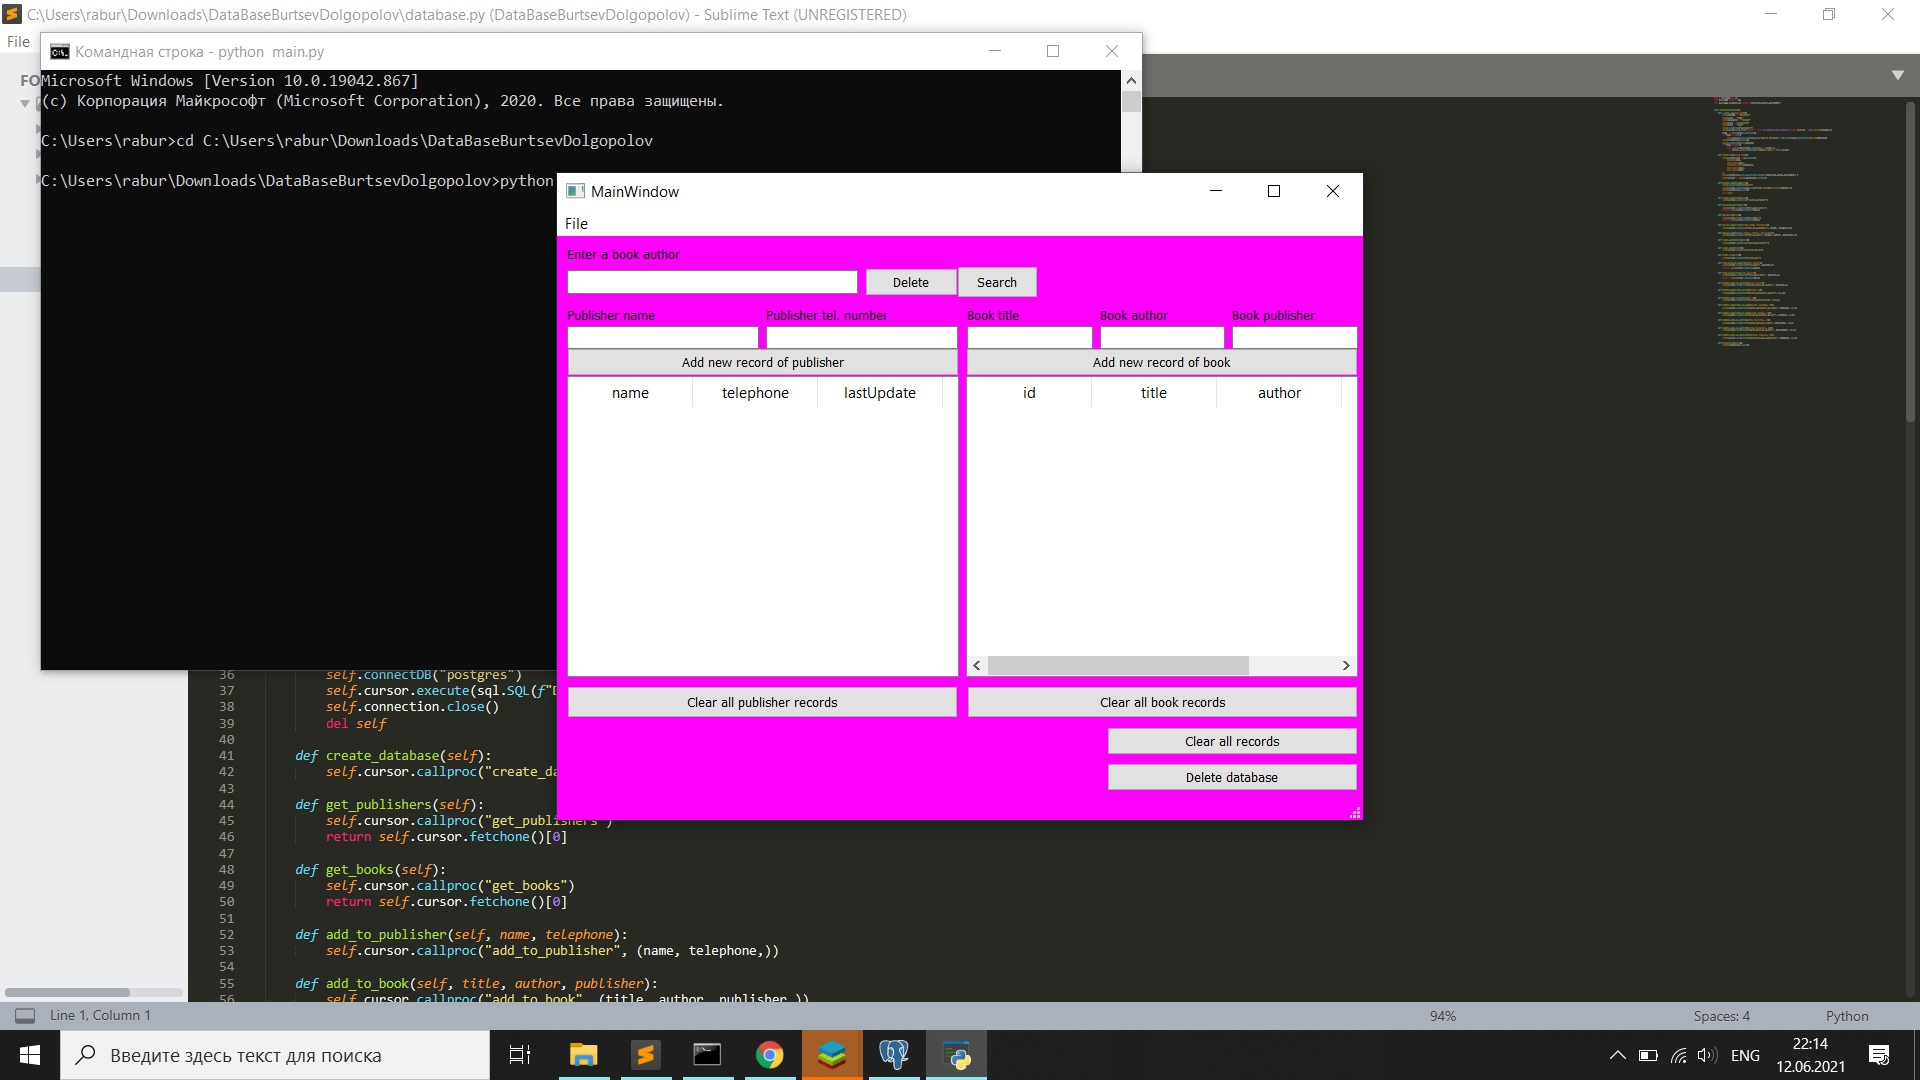 C:\Users\rabur\Downloads\DataBaseBurtsevDolgopolov\database.py (DataBaseBurtsevDolgopolov) - Sublime Text (UNREGISTERED)
File
Командная строка - python  main.py
FO
Microsoft Windows [Version 10.0.19042.867]
(c) Корпорация Майкрософт (Microsoft Corporation), 2020. Все права защищены.
C:\Users\rabur>cd C:\Users\rabur\Downloads\DataBaseBurtsevDolgopolov
C:\Users\rabur\Downloads\DataBaseBurtsevDolgopolov>python
MainWindow
File
Enter a book author
Delete
Search
Publisher name
Publisher tel. number
Book title
Book author
Book publisher
Add new record of publisher
Add new record of book
name telephone lastUpdate
id title author
Clear all publisher records
Clear all book records
Clear all records
Delete database
36 self.connectDB("postgres")
37 self.cursor.execute(sql.SQL(f"
38 self.connection.close()
39 del self
40
41 def create_database(self):
42 self.cursor.callproc("create_da
43
44 def get_publishers(self):
45 self.cursor.callproc("get_publishers")
46 return self.cursor.fetchone()[0]
47
48 def get_books(self):
49 self.cursor.callproc("get_books")
50 return self.cursor.fetchone()[0]
51
52 def add_to_publisher(self, name, telephone):
53 self.cursor.callproc("add_to_publisher", (name, telephone,))
54
55 def add_to_book(self, title, author, publisher):
56 self.cursor.callproc("add_to_book", (title, author, publisher,))
Line 1, Column 1
94%
Spaces: 4
Python
Введите здесь текст для поиска
ENG
22:14
12.06.2021